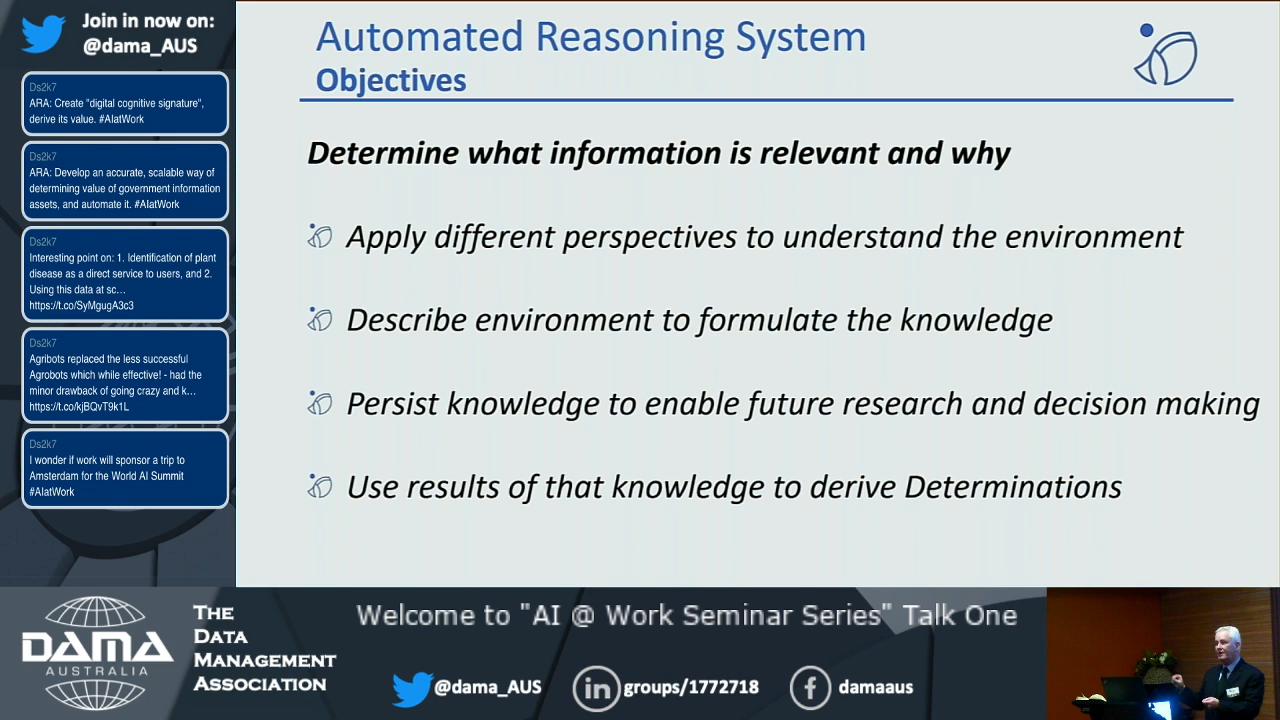 Join in now on:
@dama_AUS
Ds2k7
ARA: Create "digital cognitive signature",
derive its value. #AIatWork
Ds2k7
ARA: Develop an accurate, scalable way of
determining value of government information
assets, and automate it. #AIatWork
Ds2k7
Interesting point on: 1. Identification of plant
disease as a direct service to users, and 2.
Using this data at sc...
https://t.co/SyMgugA3c3
Ds2k7
Agribots replaced the less successful
Agrobots which while effective! - had the
minor drawback of going crazy and k...
https://t.co/kjBQvT9k1L
Ds2k7
I wonder if work will sponsor a trip to
Amsterdam for the World AI Summit
#AIatWork
Automated Reasoning System
Objectives
Determine what information is relevant and why
Apply different perspectives to understand the environment
Describe environment to formulate the knowledge
Persist knowledge to enable future research and decision making
Use results of that knowledge to derive Determinations
DAMA
AUSTRALIA
THE
DATA
MANAGEMENT
ASSOCIATION
Welcome to "AI @ Work Seminar Series" Talk One
@dama_AUS
in
groups/1772718
f
damaaus